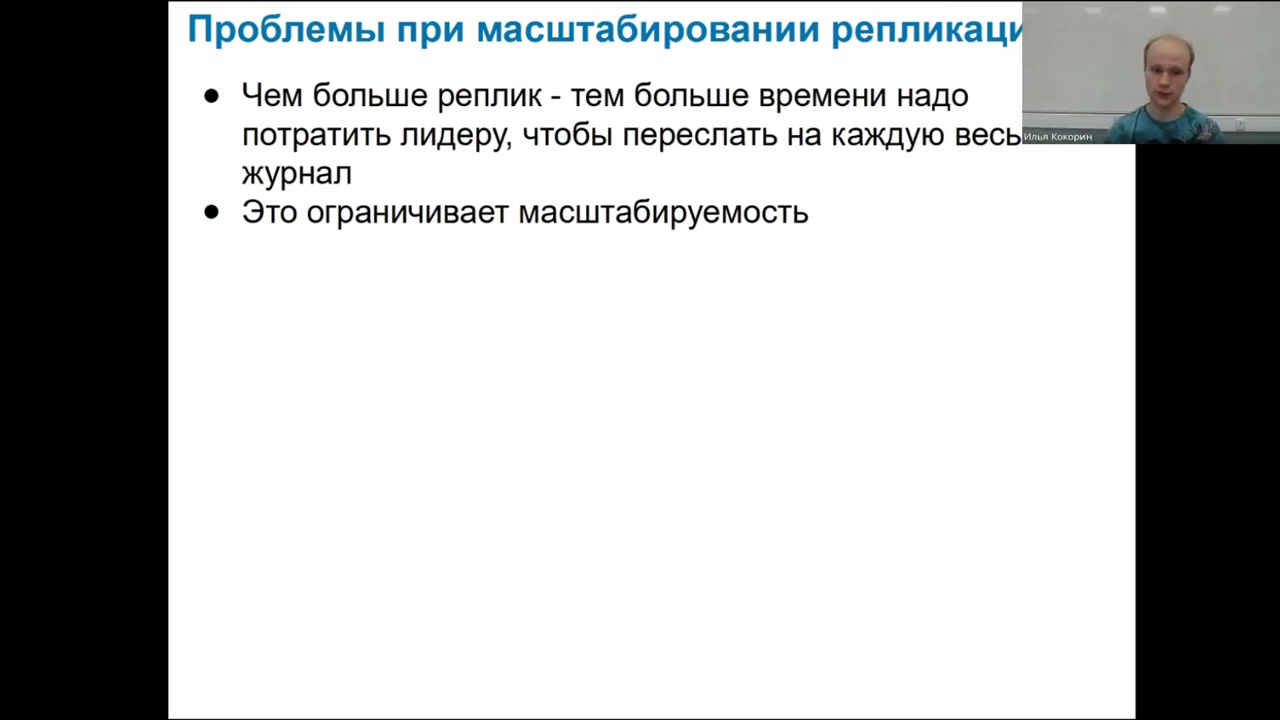 Проблемы при масштабировании репликаци
● Чем больше реплик - тем больше времени надо
потратить лидеру, чтобы переслать на каждую весь
журнал
● Это ограничивает масштабируемость
Илья Кокорин